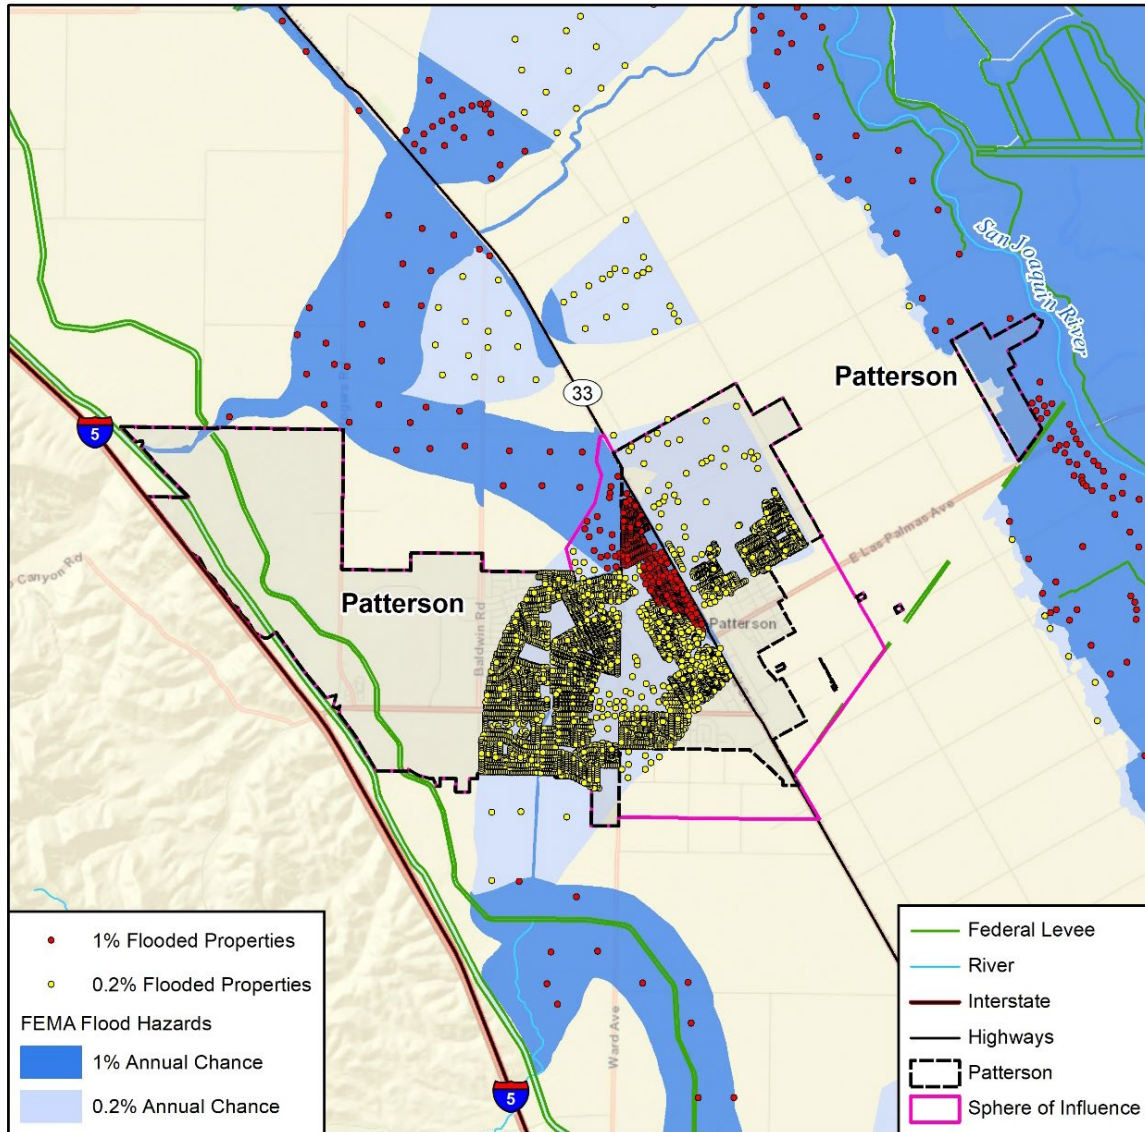 San Joaquin River
33
Patterson
5
E Las Palmas Ave
Canyon Rd
Patterson
Baldwin Rd
Patterson
Ward Ave
5
1% Flooded Properties
0.2% Flooded Properties
FEMA Flood Hazards
1% Annual Chance
0.2% Annual Chance
Federal Levee
River
Interstate
Highways
Patterson
Sphere of Influence